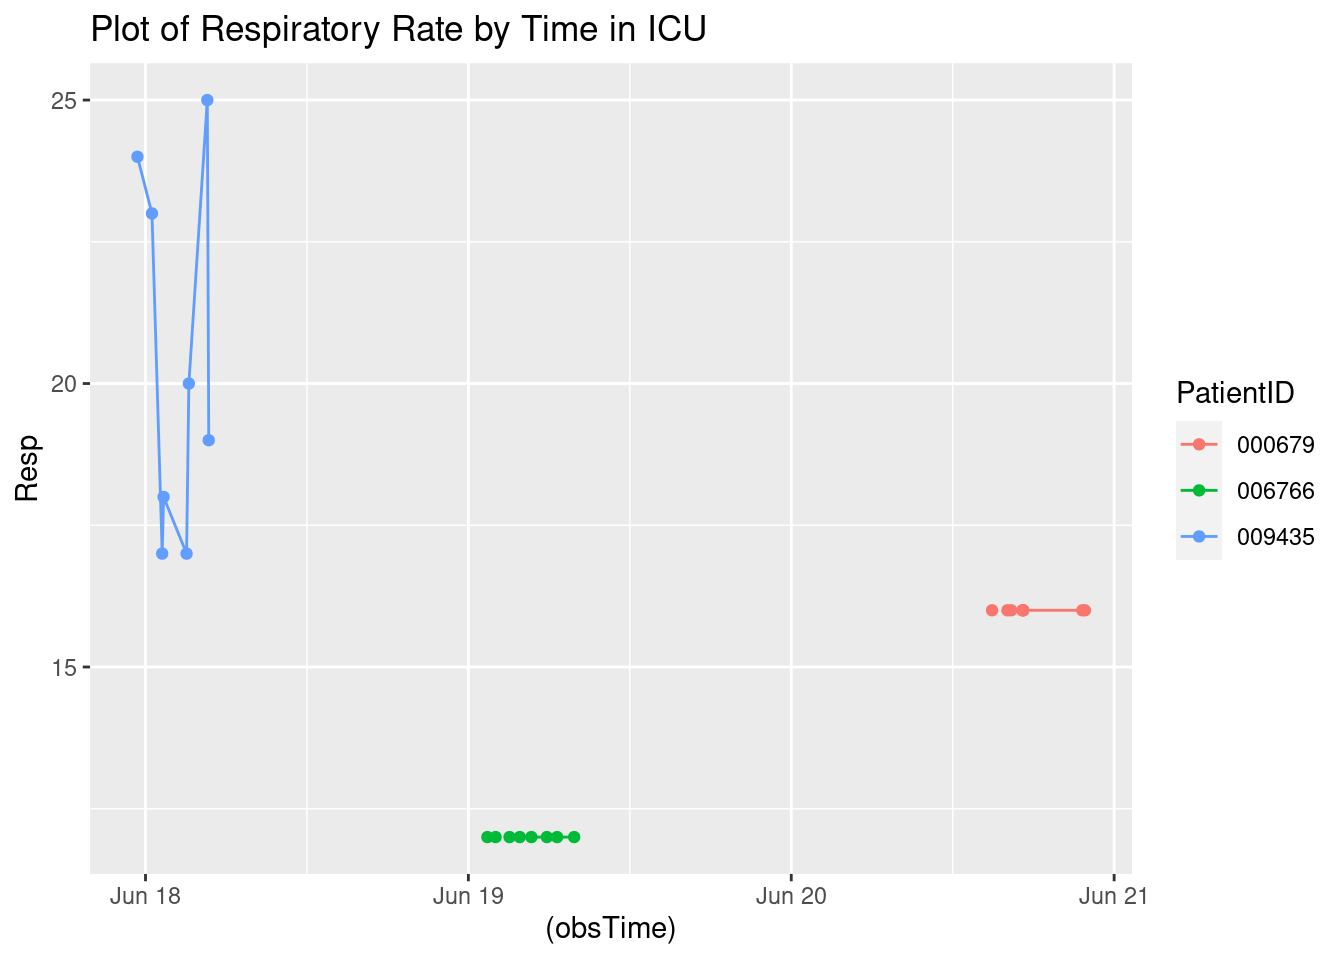 Plot of Respiratory Rate by Time in ICU
25
20
15
Resp
Jun 18
Jun 19
Jun 20
Jun 21
(obsTime)
PatientID
000679
006766
009435